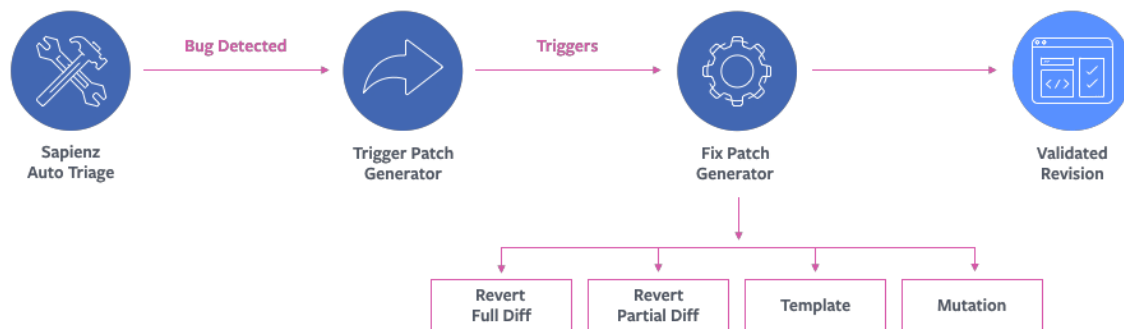 Bug Detected
Triggers
Sapienz
Auto Triage
Trigger Patch
Generator
Fix Patch
Generator
Validated
Revision
</>
Revert
Full Diff
Revert
Partial Diff
Template
Mutation